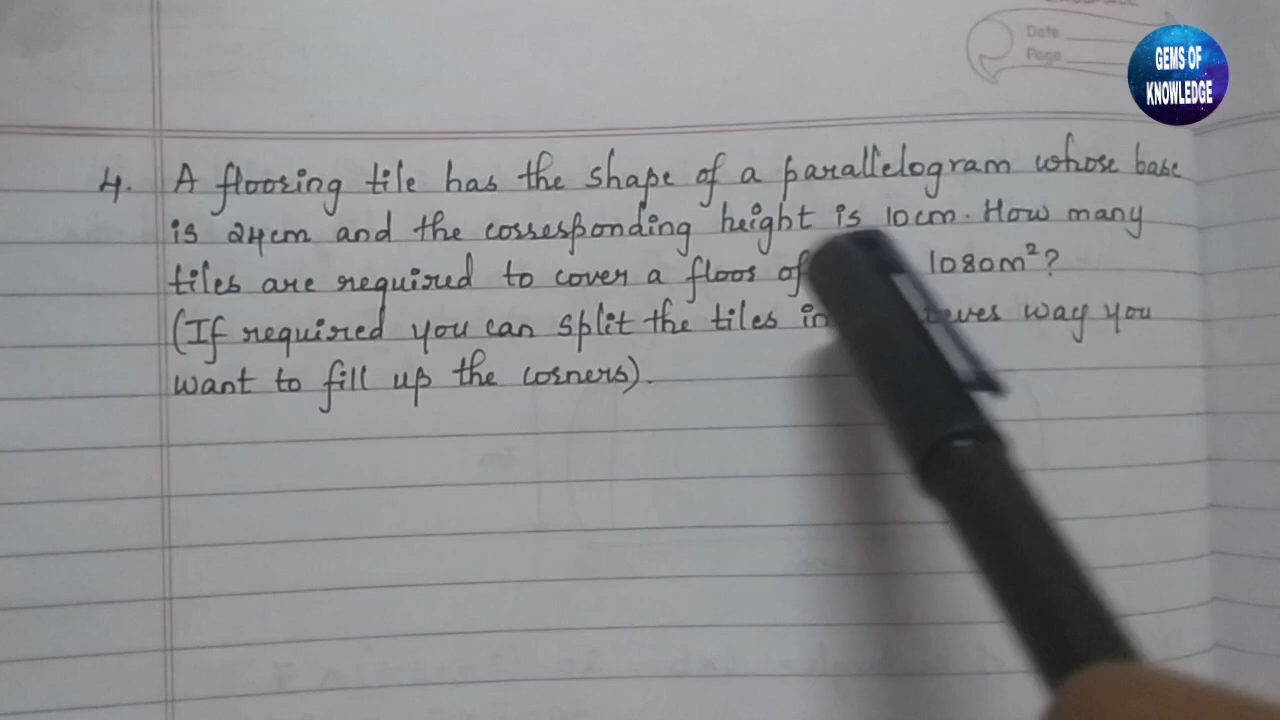 Date
Page
GEMS OF
KNOWLEDGE
4. A flooring tile has the shape of a parallelogram whose base
is 24cm and the corresponding height is 10cm. How many
tiles are required to cover a floor of 1080m²?
(If required you can split the tiles in way you
want to fill up the corners).